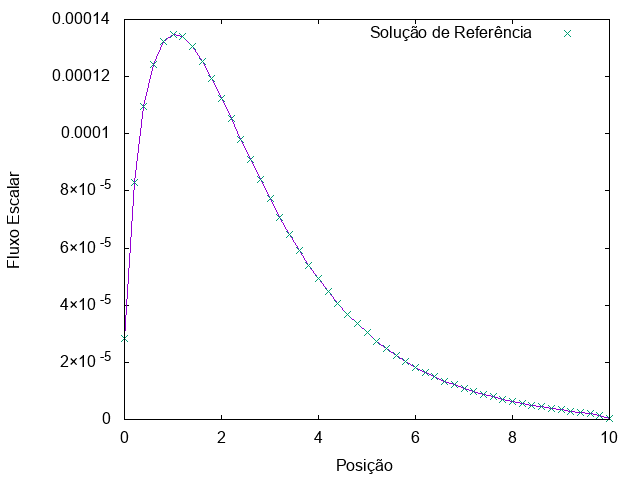 0.00014
Solução de Referência
0.00012
0.0001
8×10-5
Fluxo Escalar
6×10-5
4×10-5
2×10-5
0
0 2 4 6 8 10
Posição